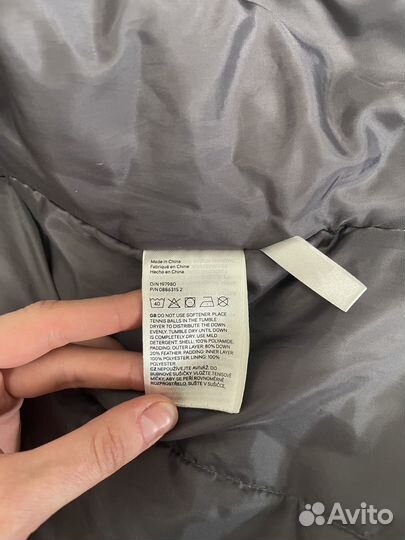 Made in China
Fabriqué en Chine
Hecho en China
OIN 197980
P/N 0886315 2
40
GB DO NOT USE SOFTENER. PLACE
TENNIS BALLS IN THE TUMBLE
DRYER TO DISTRIBUTE THE DOWN
EVENLY. TUMBLE DRY UNTIL DOWN
IS COMPLETELY DRY. USE MILD
DETERGENT. SHELL: 100% POLYAMIDE.
PADDING, OUTER LAYER: 80% DOWN
20% FEATHER. PADDING, INNER LAYER:
100% POLYESTER. LINING: 100%
POLYESTER
CZ NEPOUŽÍVEJTE AVIVÁŽ. DO
BUBNOVÉ SUŠIČKY VLOŽTE TENISOVÉ
MÍČKY, ABY SE PEŘÍ ROVNOMĚRNĚ
ROZPROSTŘELO. SUŠTE V SUŠIČCE,
Avito